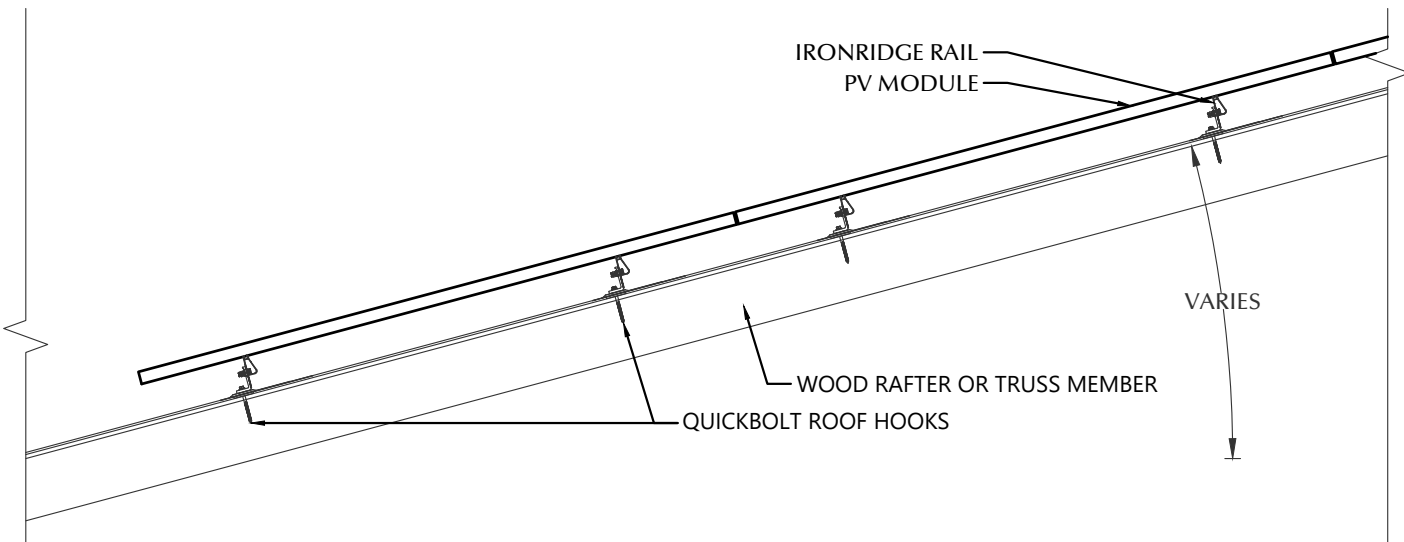 IRONRIDGE RAIL
PV MODULE
VARIES
WOOD RAFTER OR TRUSS MEMBER
QUICKBOLT ROOF HOOKS